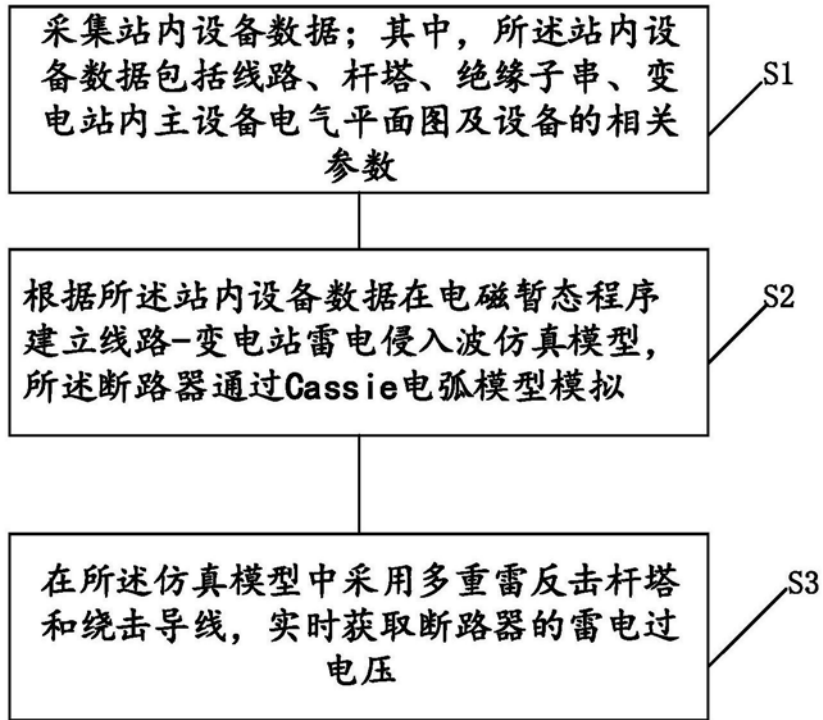 采集站内设备数据；其中，所述站内设
备数据包括线路、杆塔、绝缘子串、变
电站内主设备电气平面图及设备的相关
参数
S1
根据所述站内设备数据在电磁暂态程序
建立线路-变电站雷电侵入波仿真模型，
所述断路器通过Cassie电弧模型模拟
S2
在所述仿真模型中采用多重雷反击杆塔
和绕击导线，实时获取断路器的雷电过
电压
S3